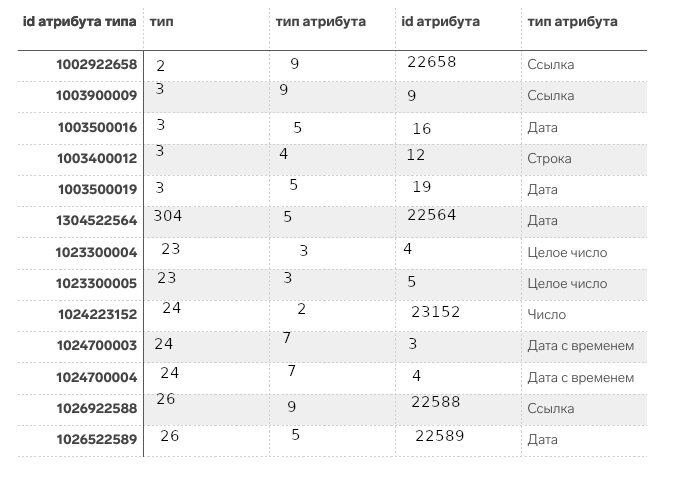 id атрибута типа тип тип атрибута id атрибута тип атрибута
1002922658 2 9 22658 Ссылка
1003900009 3 9 9 Ссылка
1003500016 3 5 16 Дата
1003400012 3 4 12 Строка
1003500019 3 5 19 Дата
1304522564 304 5 22564 Дата
1023300004 23 3 4 Целое число
1023300005 23 3 5 Целое число
1024223152 24 2 23152 Число
1024700003 24 7 3 Дата с временем
1024700004 24 7 4 Дата с временем
1026922588 26 9 22588 Ссылка
1026522589 26 5 22589 Дата